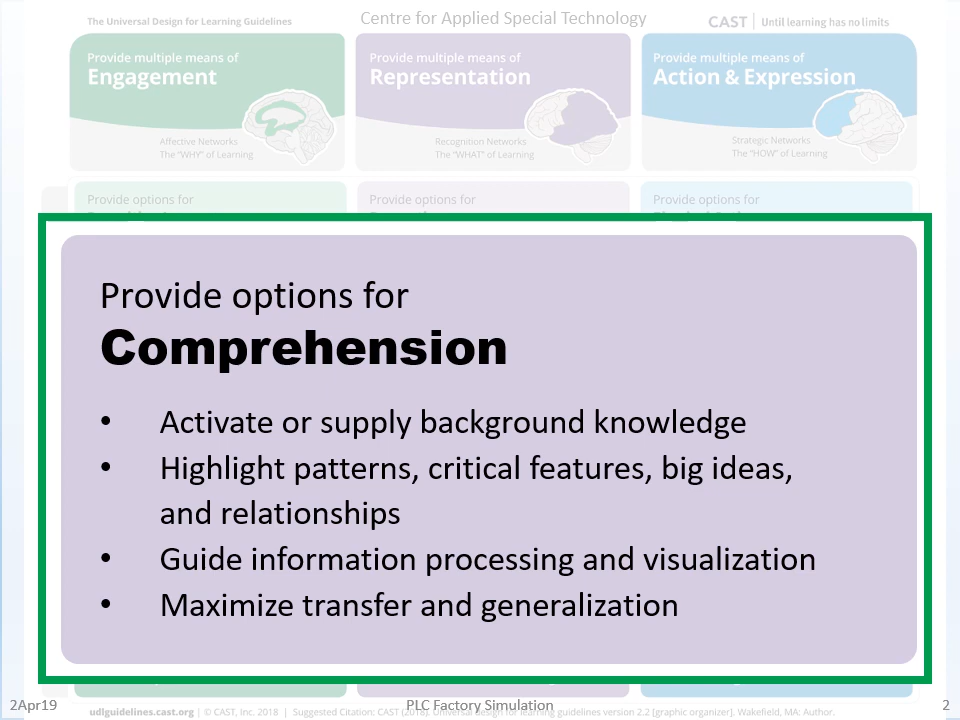 The Universal Design for Learning Guidelines
Centre for Applied Special Technology
CAST | Until learning has no limits
Provide multiple means of
Engagement
Affective Networks
The "WHY" of Learning
Provide multiple means of
Representation
Recognition Networks
The "WHAT" of Learning
Provide multiple means of
Action & Expression
Strategic Networks
The "HOW" of Learning
Provide options for
Provide options for
Provide options for
Provide options for
Comprehension
• Activate or supply background knowledge
• Highlight patterns, critical features, big ideas,
and relationships
• Guide information processing and visualization
• Maximize transfer and generalization
2Apr19
PLC Factory Simulation
2
udlguidelines.cast.org | © CAST, Inc. 2018 | Suggested Citation: CAST (2018). Universal design for learning guidelines version 2.2 [graphic organizer]. Wakefield, MA: Author.